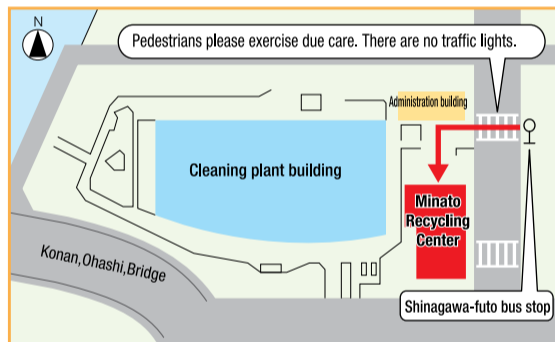 N
Pedestrians please exercise due care. There are no traffic lights.
Administration building
Cleaning plant building
Minato
Recycling
Center
Konan,Ohashi,Bridge
Shinagawa-futo bus stop